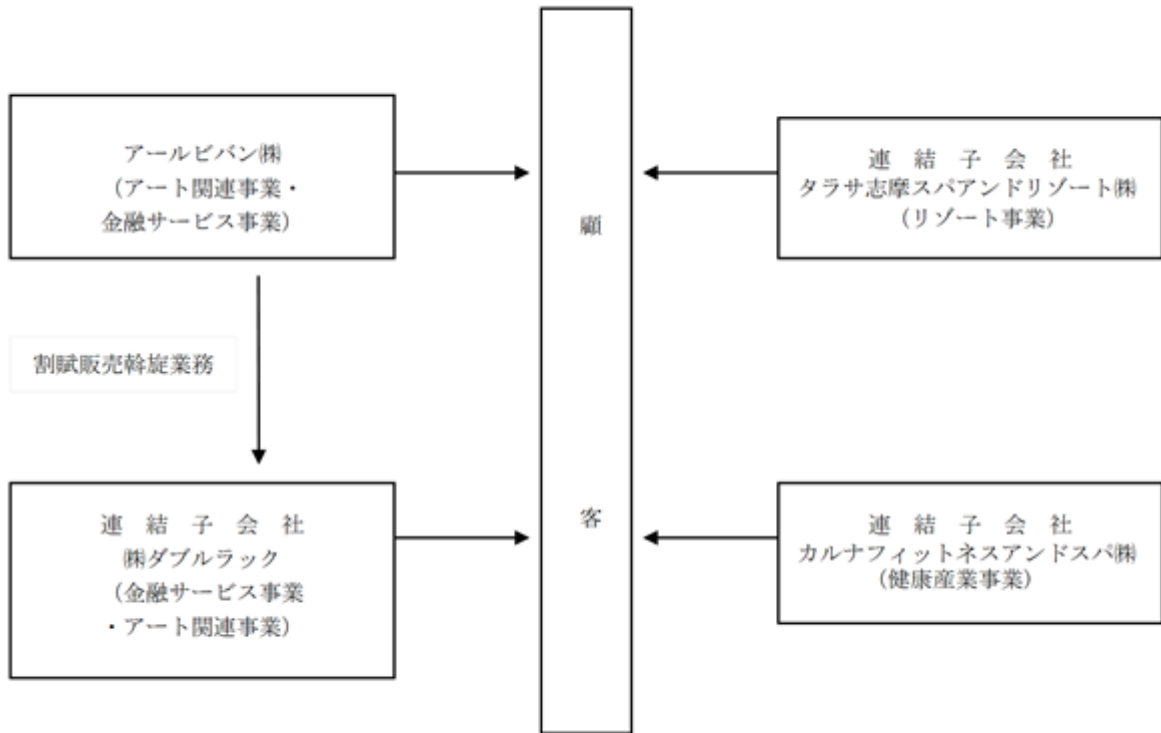 アールビバン㈱
（アート関連事業・
金融サービス事業）
割賦販売斡旋業務
連 結 子 会 社
㈱ダブルラック
（金融サービス事業
・アート関連事業）
顧
客
連 結 子 会 社
タラサ志摩スパアンドリゾート㈱
（リゾート事業）
連 結 子 会 社
カルナフィットネスアンドスパ㈱
（健康産業事業）